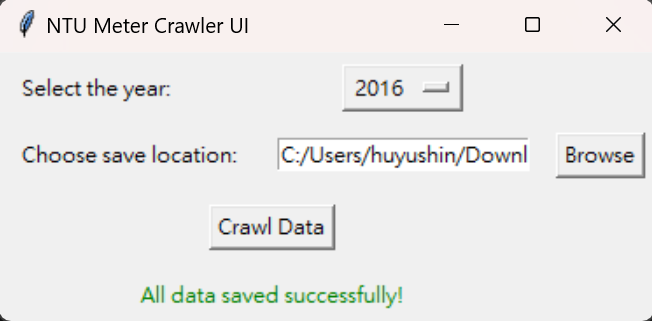 NTU Meter Crawler UI
Select the year: 2016
Choose save location: C:/Users/huyushin/Downl Browse
Crawl Data
All data saved successfully!